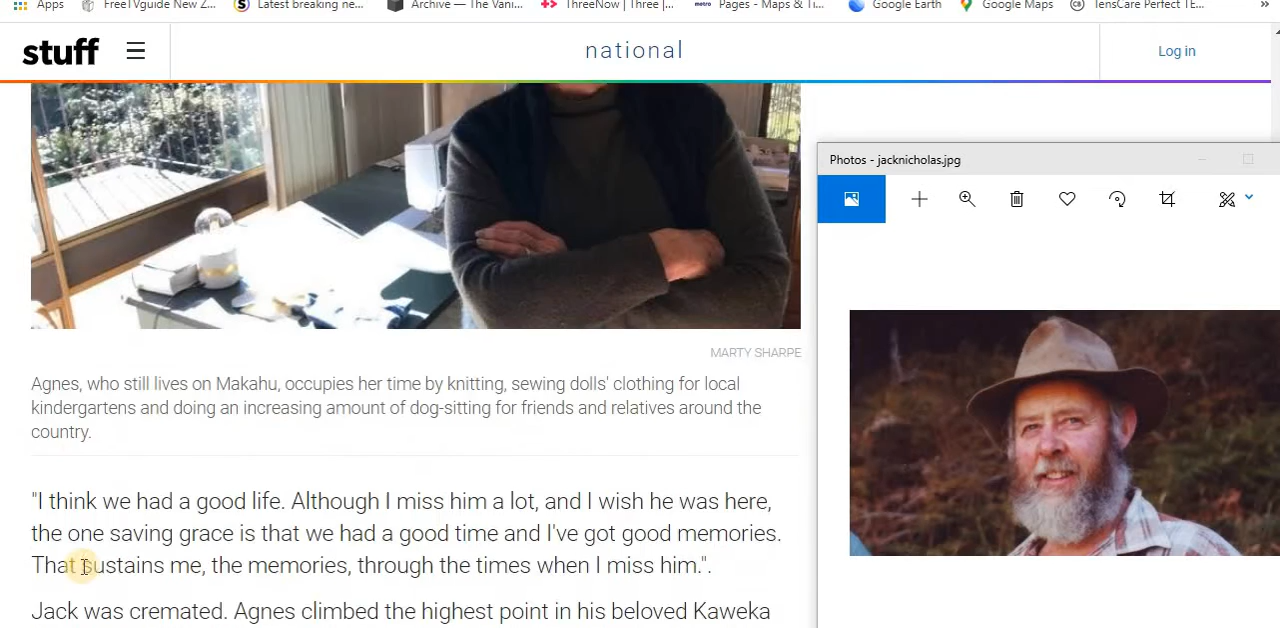 Apps FreeTVguide New Z... Latest breaking ne... Archive — The Vani... ThreeNow | Three |... metro Pages - Maps & Ti... Google Earth Google Maps TensCare Perfect TE... »
stuff national Log in
Photos - jacknicholas.jpg
MARTY SHARPE
Agnes, who still lives on Makahu, occupies her time by knitting, sewing dolls' clothing for local
kindergartens and doing an increasing amount of dog-sitting for friends and relatives around the
country.
"I think we had a good life. Although I miss him a lot, and I wish he was here,
the one saving grace is that we had a good time and I've got good memories.
That sustains me, the memories, through the times when I miss him.".
Jack was cremated. Agnes climbed the highest point in his beloved Kaweka